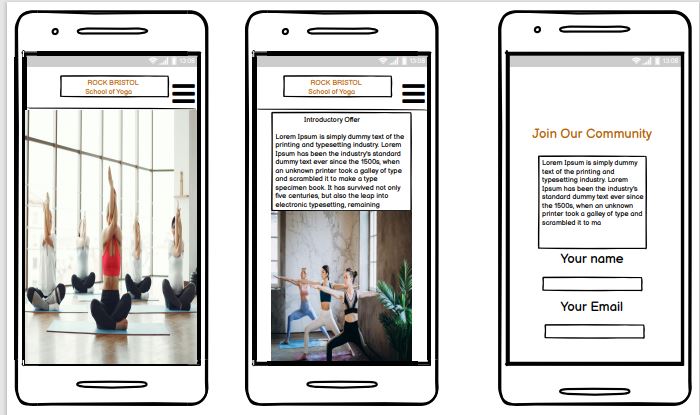 13:05
ROCK BRISTOL
School of Yoga
13:05
ROCK BRISTOL
School of Yoga
Introductory Offer
Lorem Ipsum is simply dummy text of the
printing and typesetting industry. Lorem
Ipsum has been the industry's standard
dummy text ever since the 1500s, when
an unknown printer took a galley of type
and scrambled it to make a type
specimen book. It has survived not only
five centuries, but also the leap into
electronic typesetting, remaining
13:05
Join Our Community
Lorem Ipsum is simply dummy
text of the printing and
typesetting industry. Lorem
Ipsum has been the industry's
standard dummy text ever since
the 1500s, when an unknown
printer took a galley of type and
scrambled it to ma
Your name
Your Email